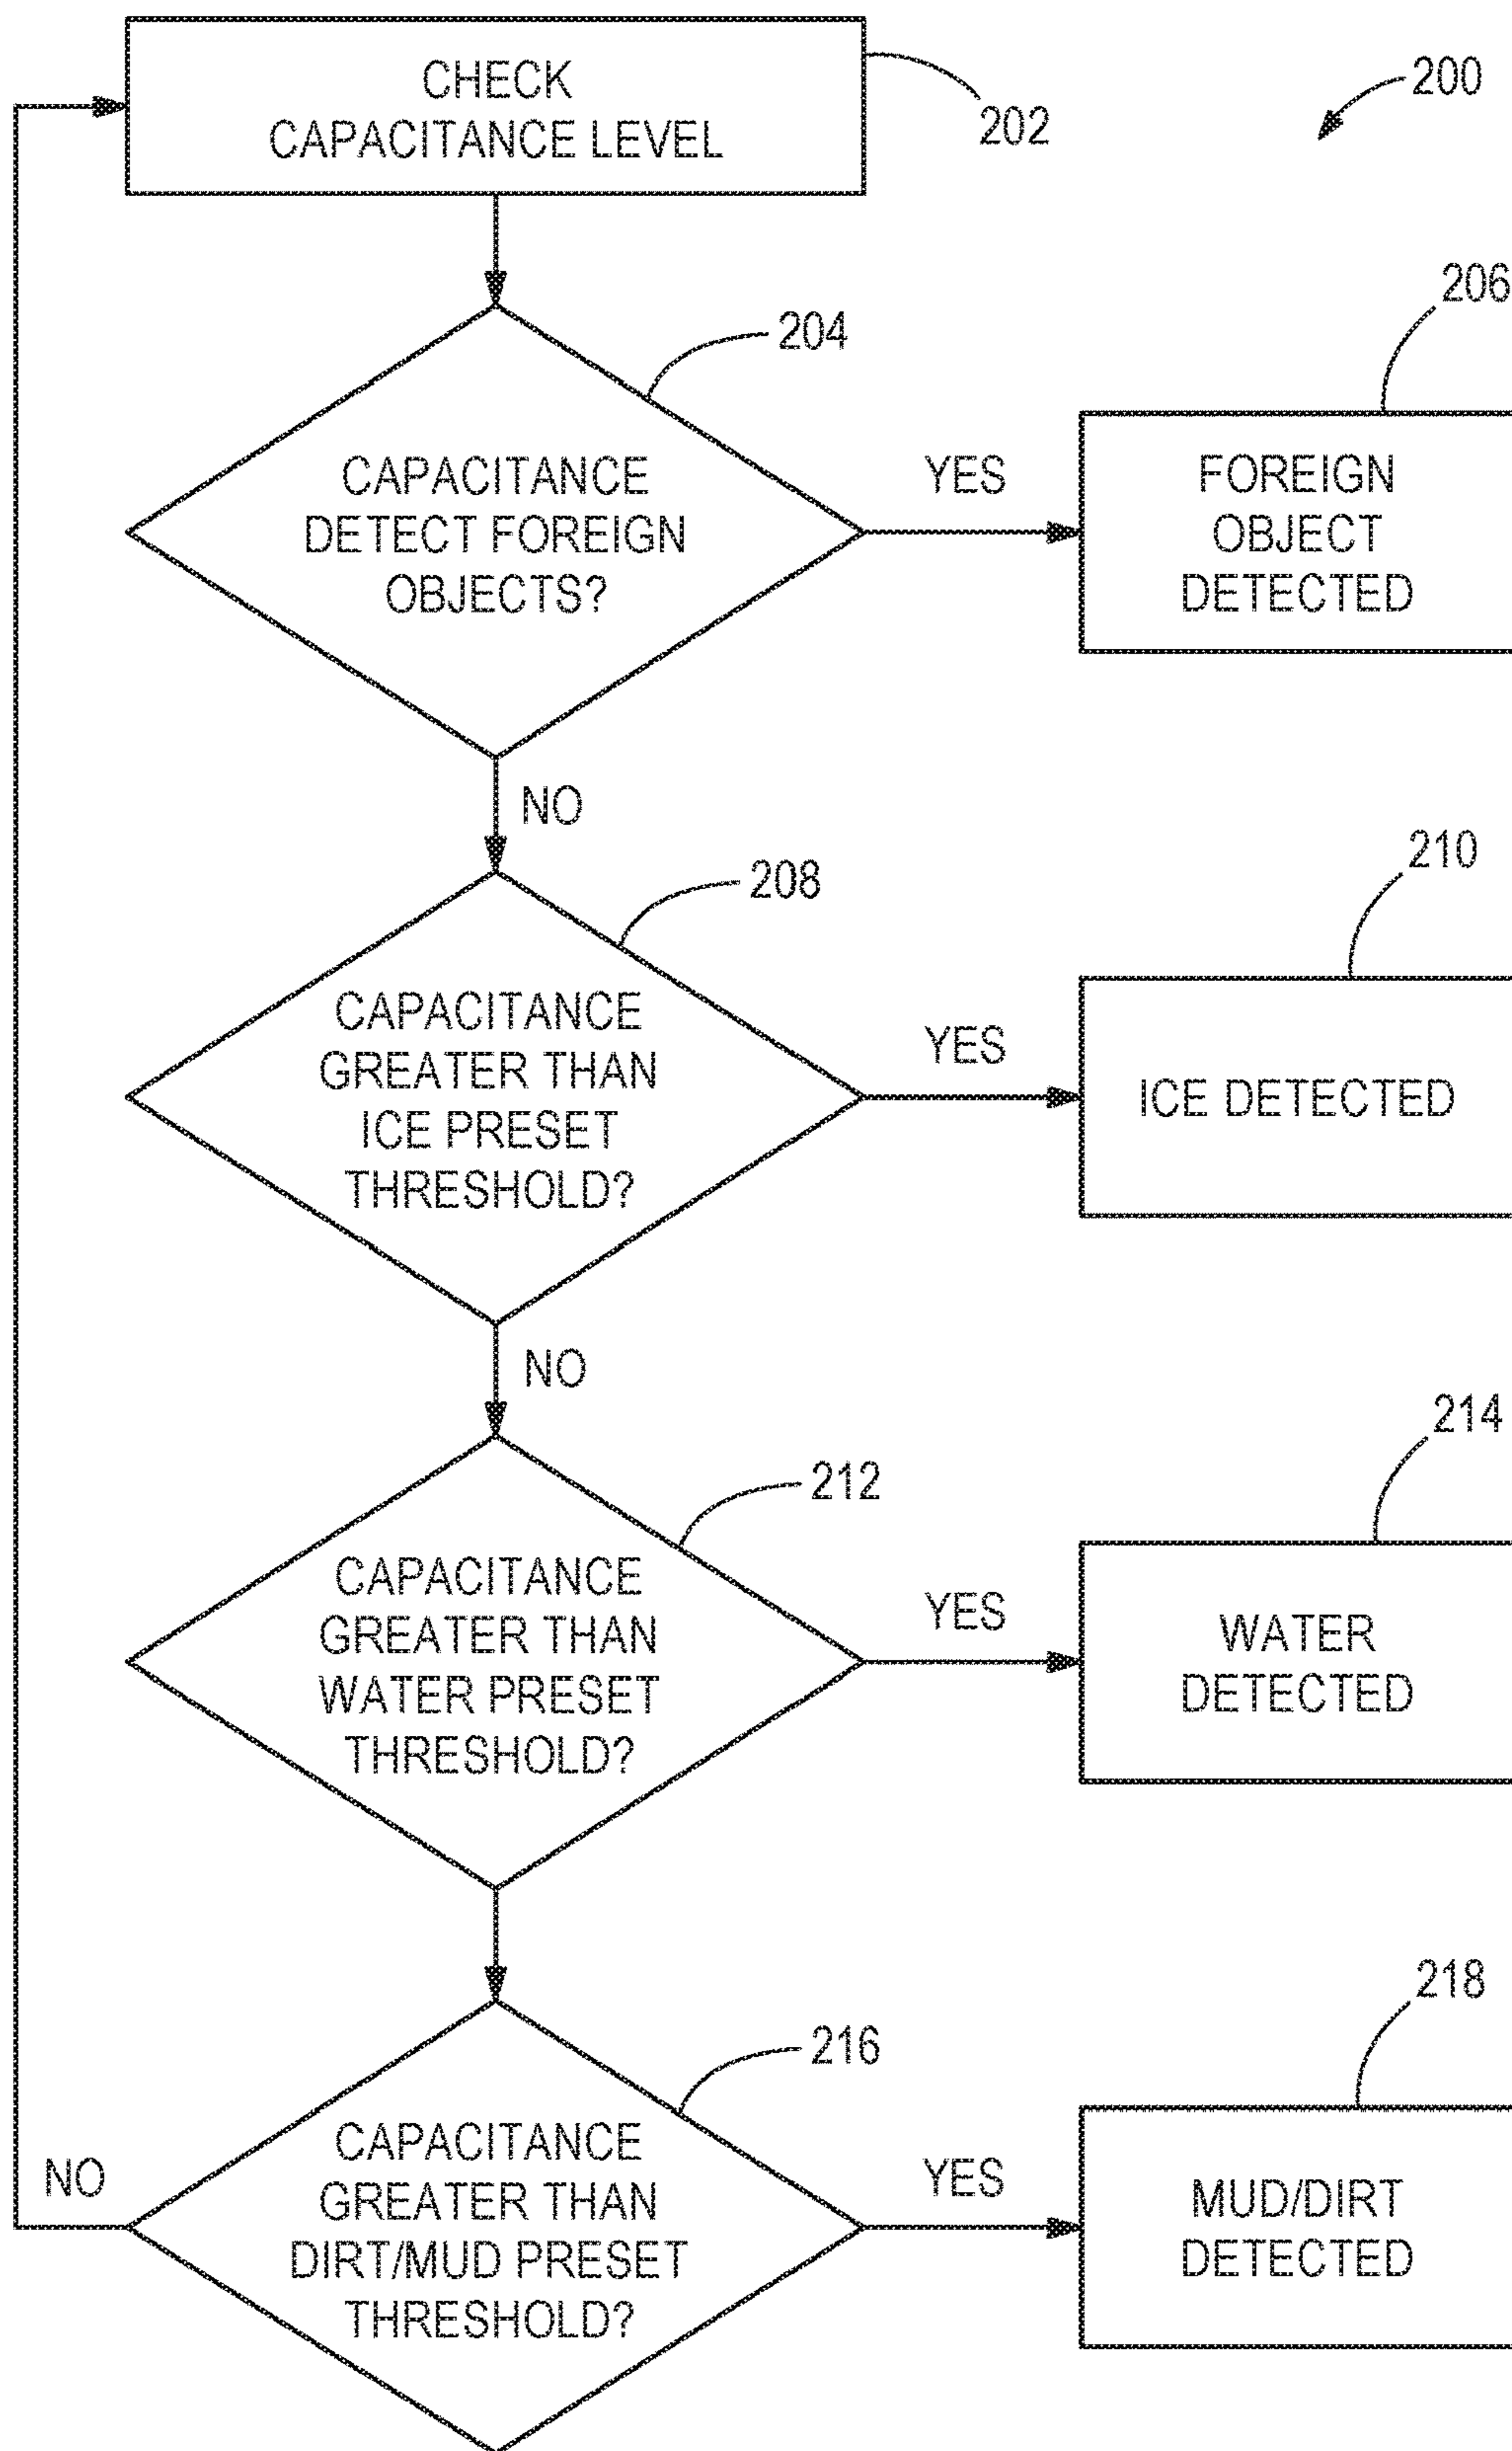 CHECK
CAPACITANCE LEVEL
202
200
204
206
CAPACITANCE
DETECT FOREIGN
OBJECTS?
YES
FOREIGN
OBJECT
DETECTED
NO
208
210
CAPACITANCE
GREATER THAN
ICE PRESET
THRESHOLD?
YES
ICE DETECTED
NO
212
214
CAPACITANCE
GREATER THAN
WATER PRESET
THRESHOLD?
YES
WATER
DETECTED
216
218
NO
CAPACITANCE
GREATER THAN
DIRT/MUD PRESET
THRESHOLD?
YES
MUD/DIRT
DETECTED